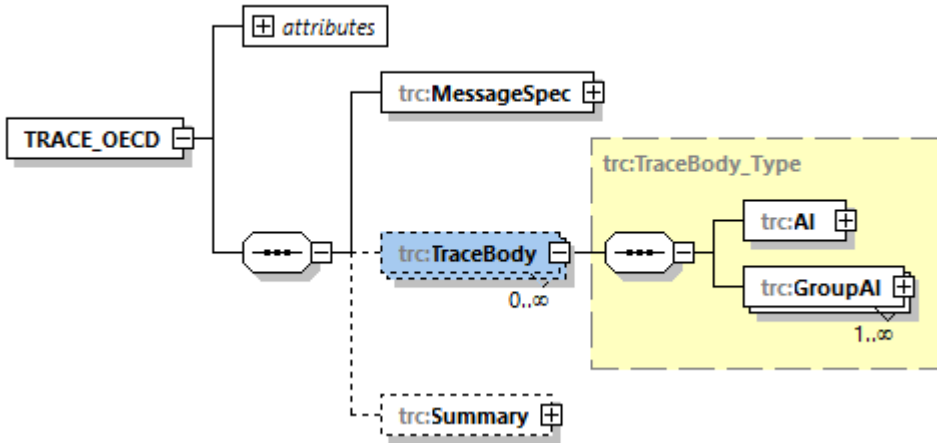 attributes
trc:MessageSpec
TRACE_OECD
trc:TraceBody_Type
trc:AI
trc:TraceBody
0..∞
trc:GroupAI
1..∞
trc:Summary